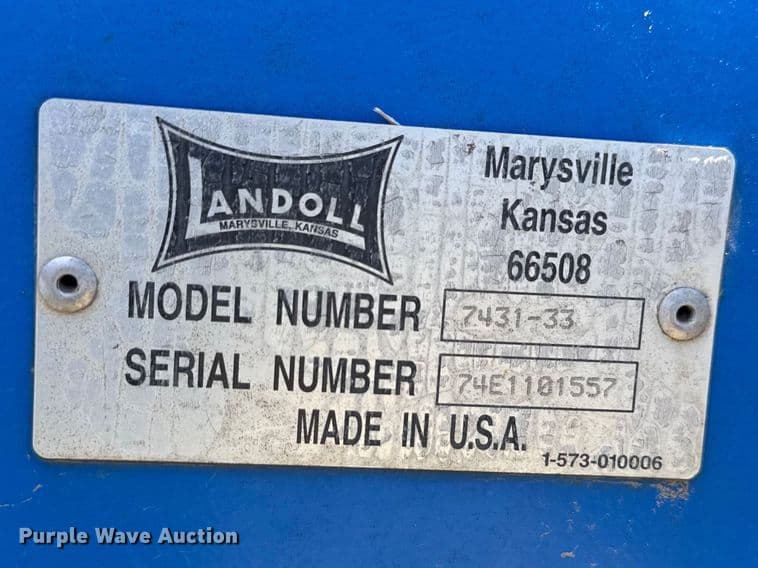 LANDOLL
MARYSVILLE, KANSAS
Marysville
Kansas
66508
MODEL NUMBER 7431-33
SERIAL NUMBER 74E1101557
MADE IN U.S.A.
1-573-010006
Purple Wave Auction